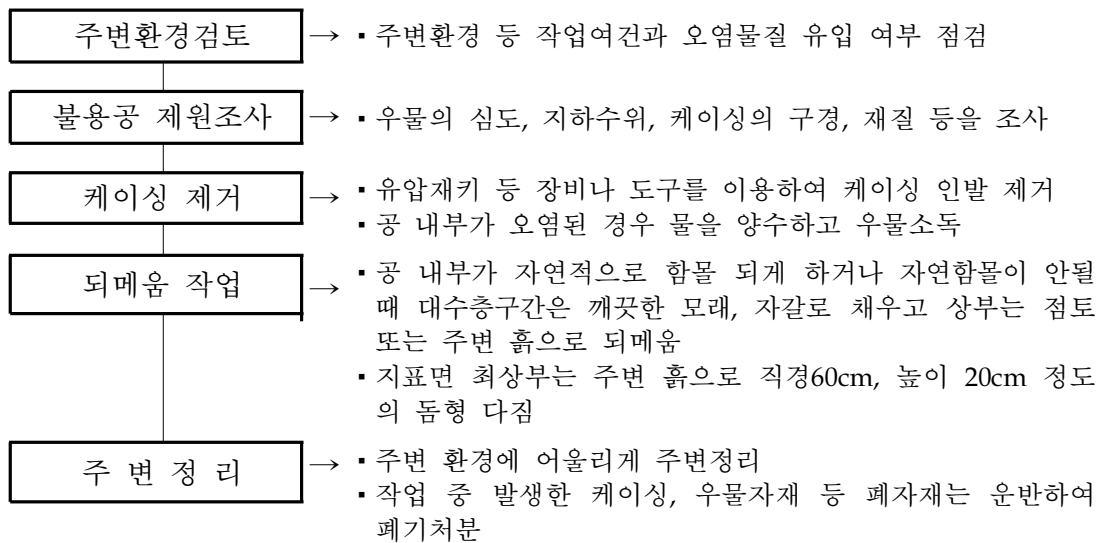 주변환경검토 → ▪ 주변환경 등 작업여건과 오염물질 유입 여부 점검
불용공 제원조사 → ▪ 우물의 심도, 지하수위, 케이싱의 구경, 재질 등을 조사
케이싱 제거 → ▪ 유압재키 등 장비나 도구를 이용하여 케이싱 인발 제거
▪ 공 내부가 오염된 경우 물을 양수하고 우물소독
되메움 작업 → ▪ 공 내부가 자연적으로 함몰 되게 하거나 자연함몰이 안될
때 대수층구간은 깨끗한 모래, 자갈로 채우고 상부는 점토
또는 주변 흙으로 되메움
▪ 지표면 최상부는 주변 흙으로 직경60cm, 높이 20cm 정도
의 돔형 다짐
주 변 정 리 → ▪ 주변 환경에 어울리게 주변정리
▪ 작업 중 발생한 케이싱, 우물자재 등 폐자재는 운반하여
폐기처분